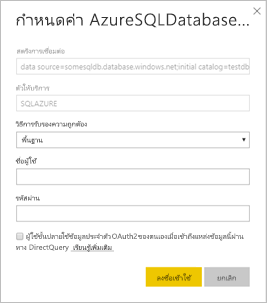 กำหนดค่า AzureSQLDatabase...
สตริงการเชื่อมต่อ
data source=somesqldb.database.windows.net;initial catalog=testdb
ตัวให้บริการ
SQLAZURE
วิธีการรับรองความถูกต้อง
พื้นฐาน
ชื่อผู้ใช้
รหัสผ่าน
ผู้ใช้ขั้นปลายใช้ข้อมูลประจำตัว OAuth2 ของตนเองเมื่อเข้าถึงแหล่งข้อมูลนี้ผ่าน
ทาง DirectQuery เรียนรู้เพิ่มเติม
ลงชื่อเข้าใช้
ยกเลิก